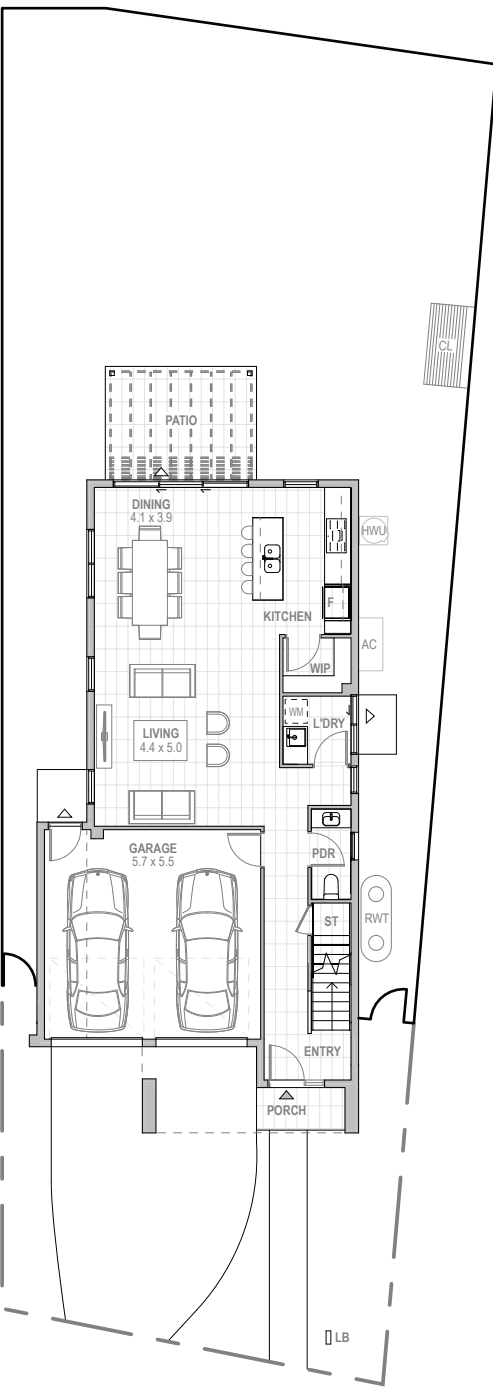 CL
PATIO
DINING
4.1 x 3.9
HWU
F
KITCHEN
AC
WIP
WM
L'DRY
LIVING
4.4 x 5.0
GARAGE
5.7 x 5.5
PDR
ST
RWT
ENTRY
PORCH
LB